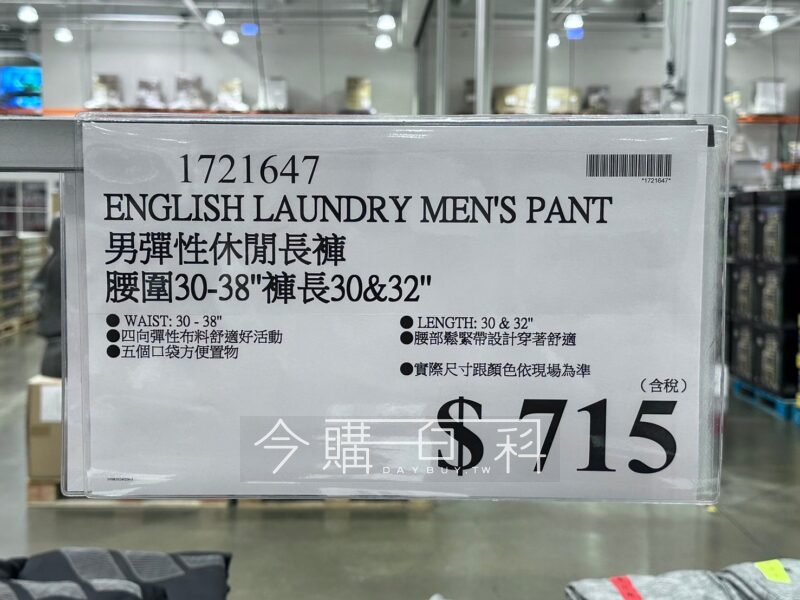 1721647
*1721647*
ENGLISH LAUNDRY MEN'S PANT
男彈性休閒長褲
腰圍30-38"褲長30&32"
● WAIST: 30 - 38"
●四向彈性布料舒適好活動
●五個口袋方便置物
● LENGTH: 30 & 32"
●腰部鬆緊帶設計穿著舒適
●實際尺寸跟顏色依現場為準
(含稅)
$ 715
今購百科
DAYBUY.TW